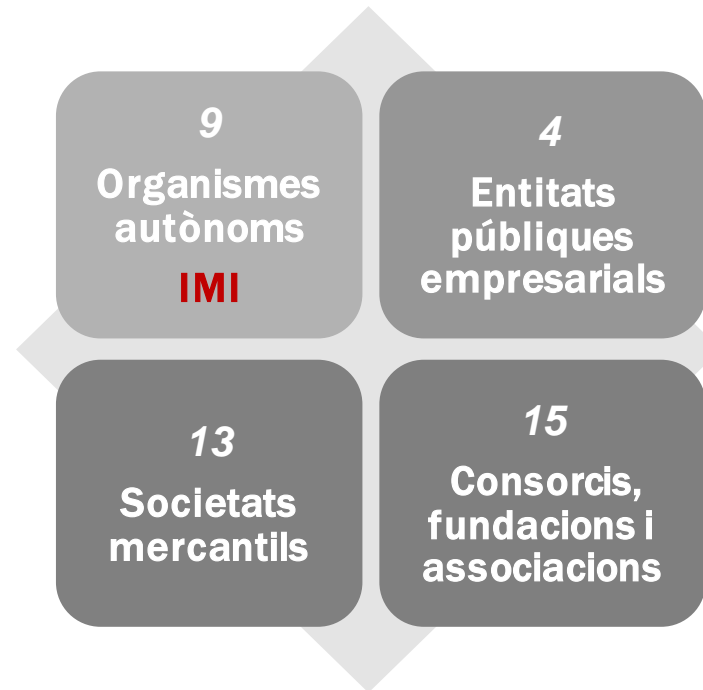 9
Organismes
autònoms
IMI
4
Entitats
públiques
empresarials
13
Societats
mercantils
15
Consorcis,
fundacions i
associacions